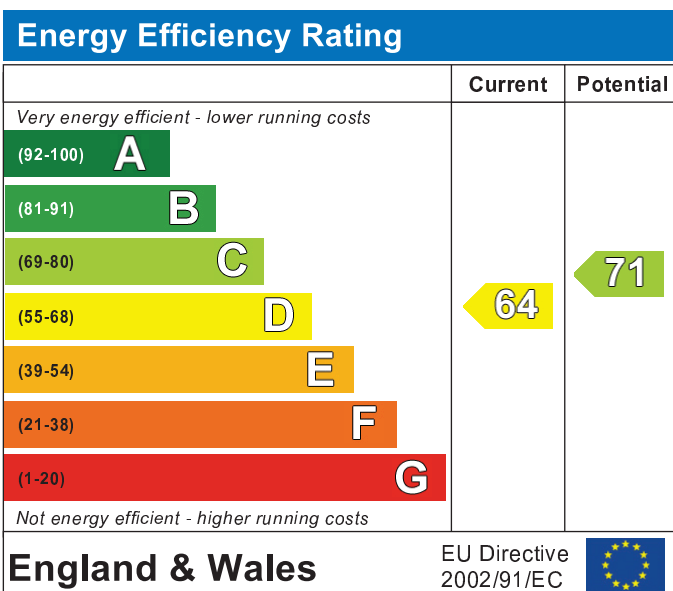 Energy Efficiency Rating
Current Potential
Very energy efficient - lower running costs
(92-100) A
(81-91) B
(69-80) C
(55-68) D
(39-54) E
(21-38) F
(1-20) G
64
71
Not energy efficient - higher running costs
England & Wales
EU Directive
2002/91/EC